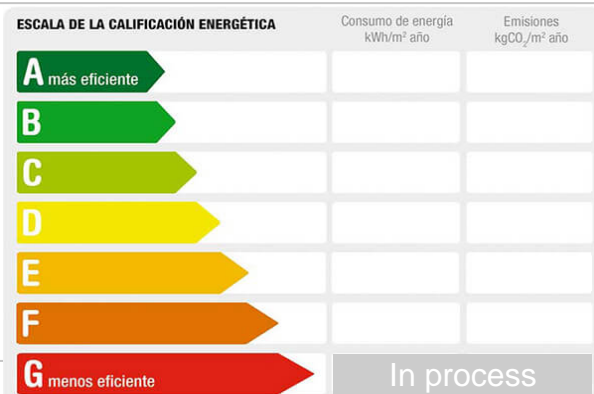 ESCALA DE LA CALIFICACIÓN ENERGÉTICA
Consumo de energía
kWh/m² año
Emisiones
kgCO₂/m² año
A más eficiente
B
C
D
E
F
G menos eficiente
In process